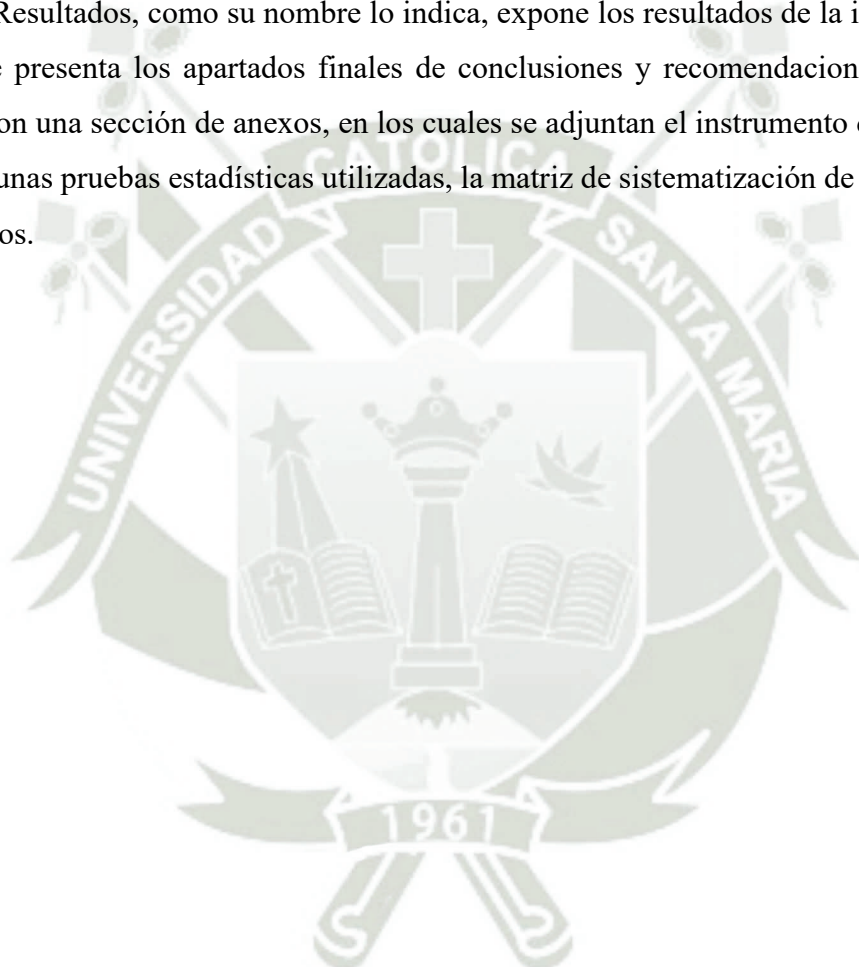 Resultados, como su nombre lo indica, expone los resultados de la i
presenta los apartados finales de conclusiones y recomendacion
on una sección de anexos, en los cuales se adjuntan el instrumento
unas pruebas estadísticas utilizadas, la matriz de sistematización de
os.
CATOLICA
UNIVERSIDAD
SANTA MARIA
1961